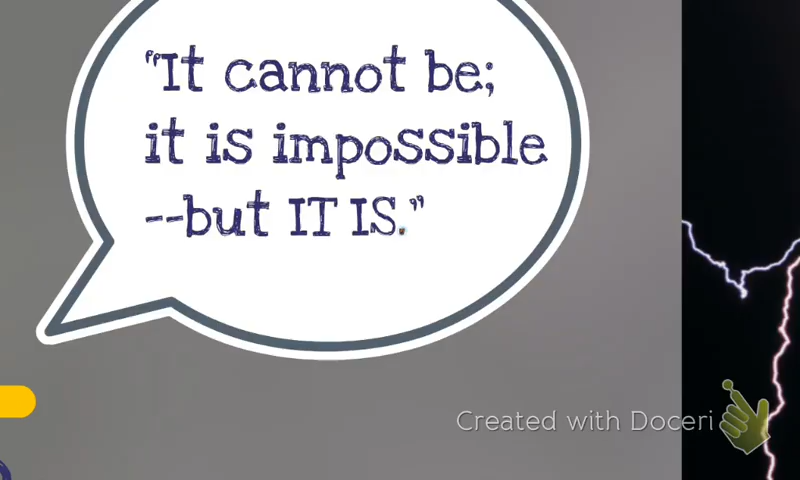 "It cannot be;
it is impossible
--but IT IS."
Created with Doceri